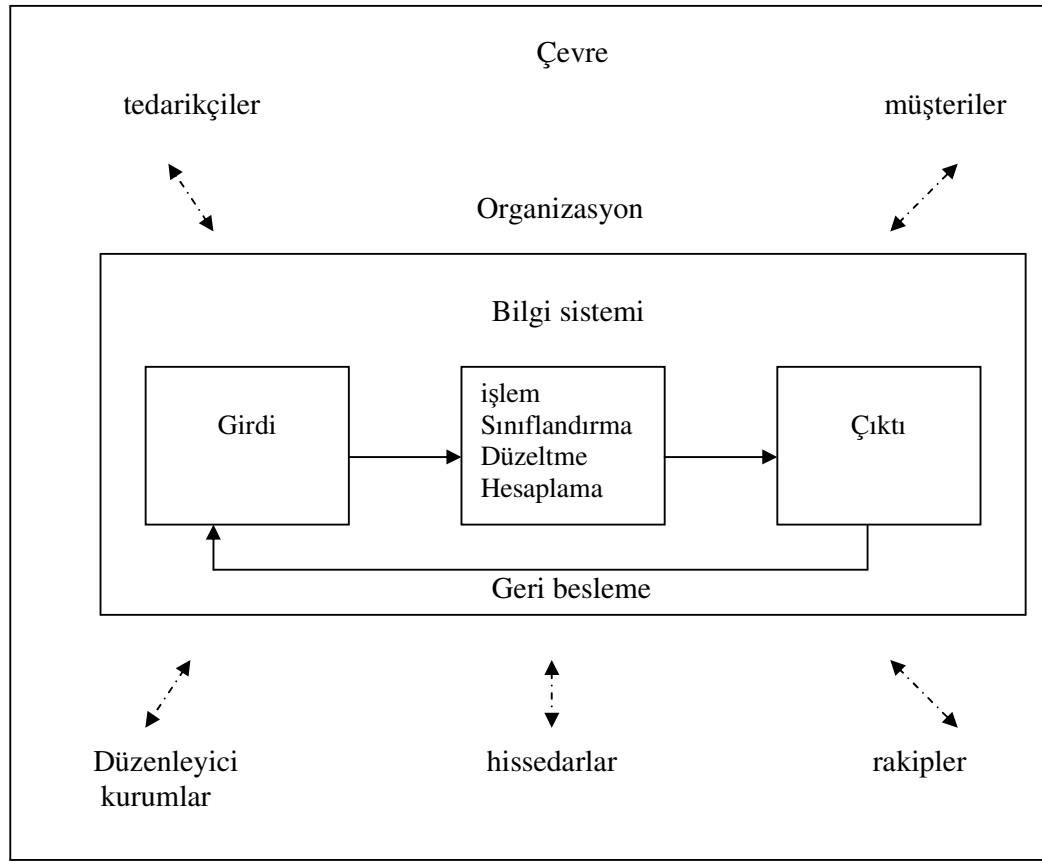 Çevre
tedarikçiler
müşteriler
Organizasyon
Bilgi sistemi
Girdi
işlem
Sınıflandırma
Düzeltme
Hesaplama
Çıktı
Geri besleme
Düzenleyici
kurumlar
hissedarlar
rakipler